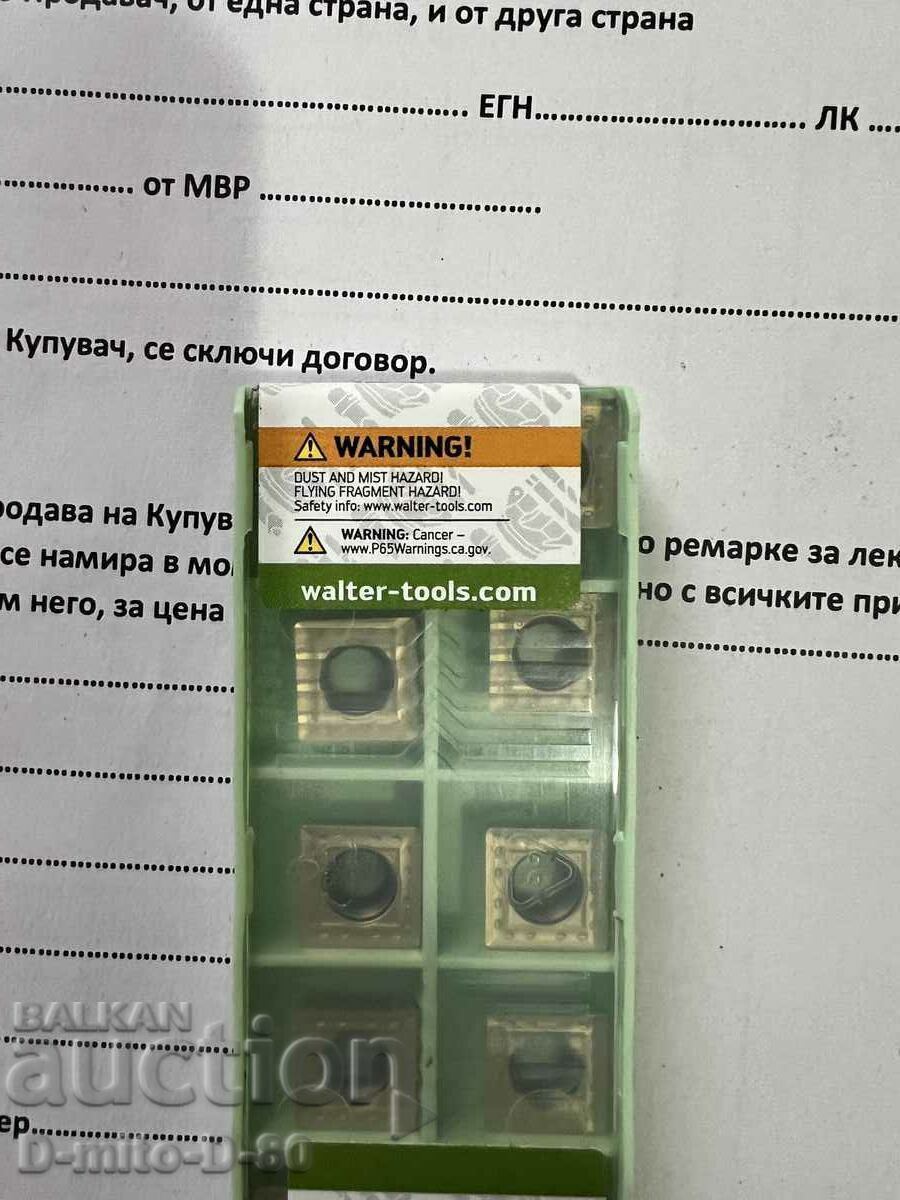 Продавач, от една страна, и от друга страна
.............................. ЕГН.............................. ЛК ....
.............. от МВР ..............................
Купувач, се сключи договор.
WARNING!
DUST AND MIST HAZARD!
FLYING FRAGMENT HAZARD!
Safety info: www.walter-tools.com
WARNING: Cancer –
www.P65Warnings.ca.gov.
walter-tools.com
продава на Купув
о ремарке за лек
се намира в мо
но с всичките при
м него, за цена
ер..............................
BALKAN
auction
D-mito-D-80